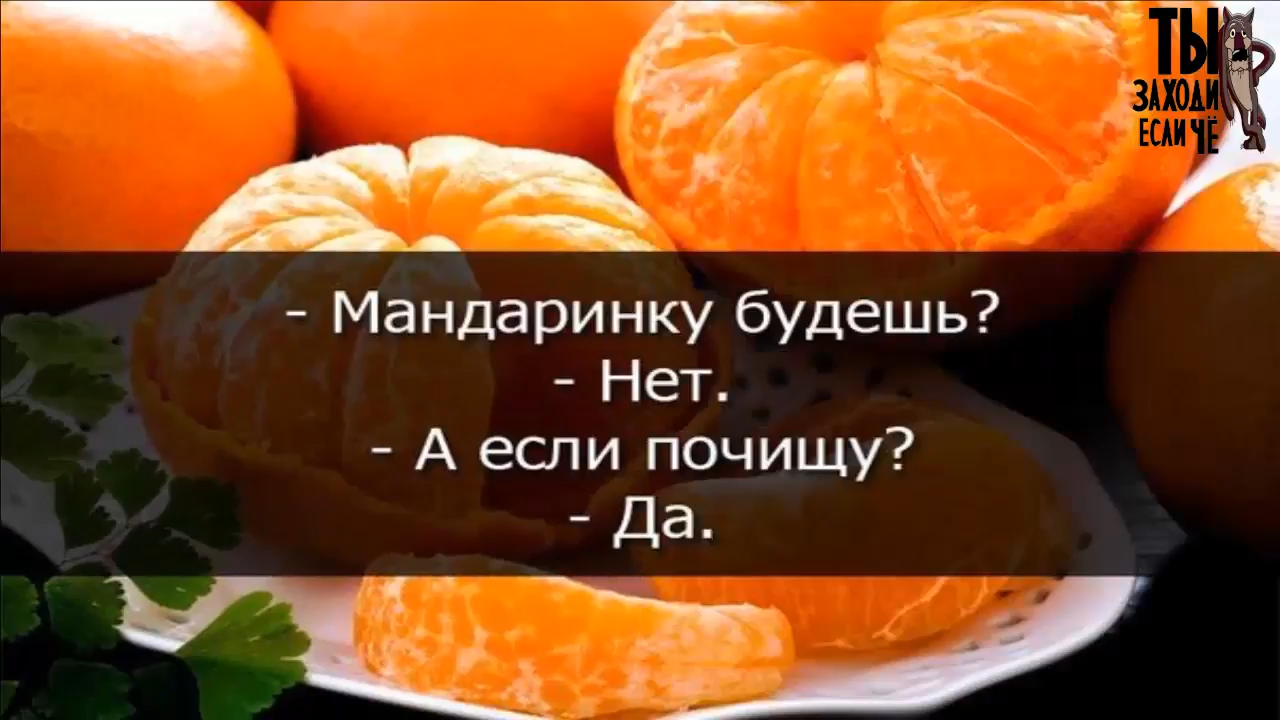 ТЫ
ЗАХОДИ
ЕСЛИ ЧЁ
- Мандаринку будешь?
- Нет.
- А если почищу?
- Да.